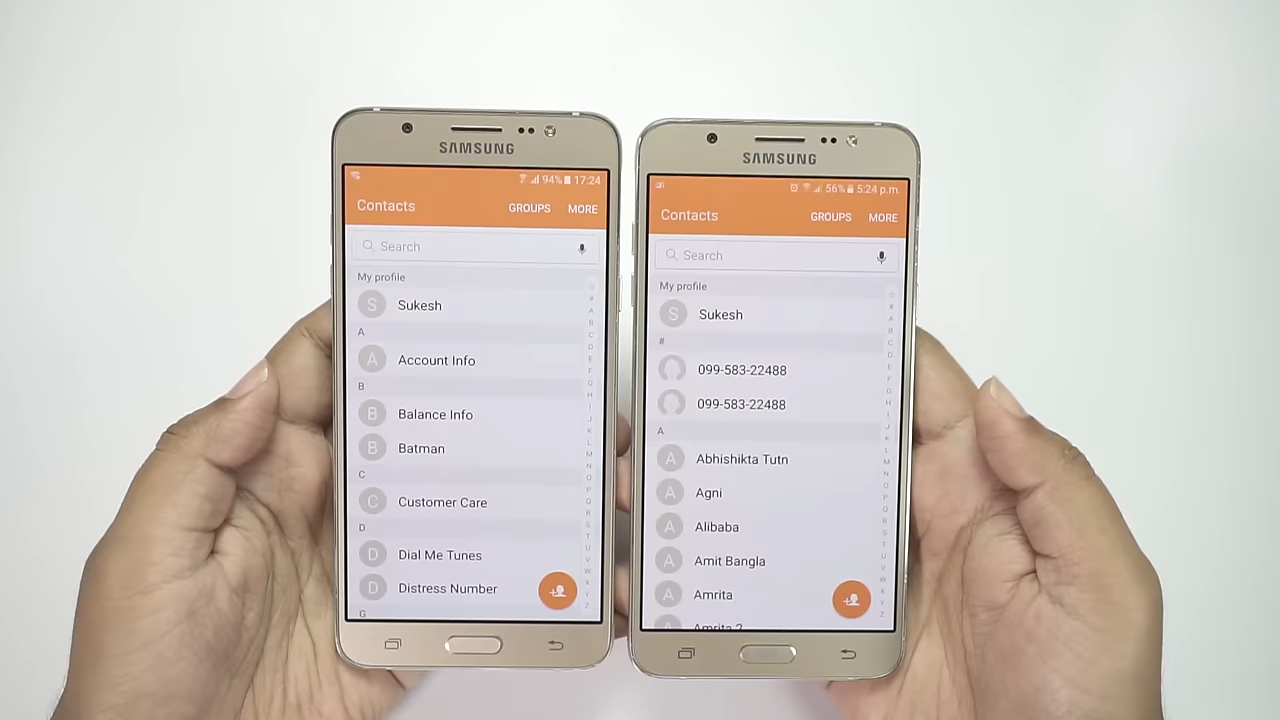 SAMSUNG
94% 17:24
Contacts GROUPS MORE
Search
My profile
S Sukesh
A
A Account Info
B
B Balance Info
B Batman
C
C Customer Care
D
D Dial Me Tunes
D Distress Number
G
#
A
B
C
D
E
F
G
H
I
J
K
L
M
N
O
P
Q
R
S
T
U
V
W
X
Y
Z
SAMSUNG
56% 5:24 p.m.
Contacts GROUPS MORE
Search
My profile
S Sukesh
#
099-583-22488
099-583-22488
A
A Abhishikta Tutn
A Agni
A Alibaba
A Amit Bangla
A Amrita
Amrita 2
#
A
B
C
D
E
F
G
H
I
J
K
L
M
N
O
P
Q
R
S
T
U
V
W
X
Y
Z